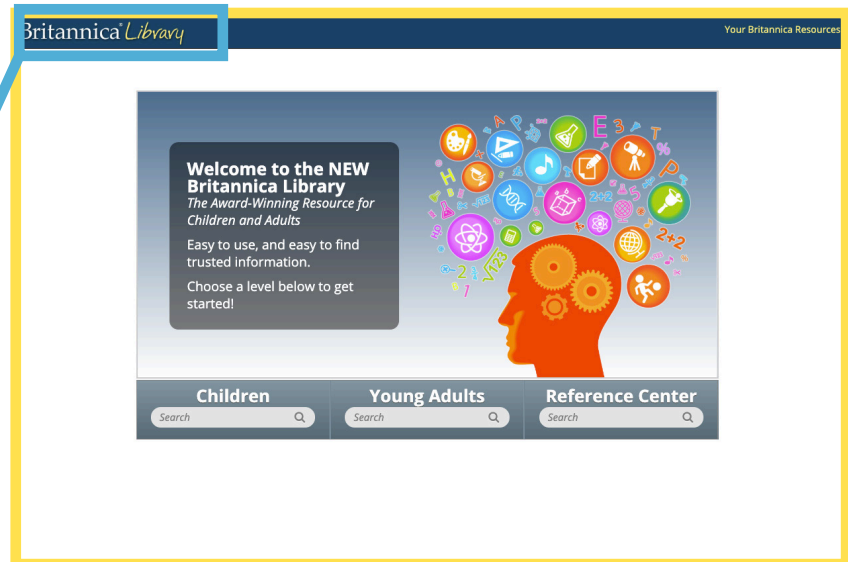 Britannica® Library
Your Britannica Resources
Welcome to the NEW
Britannica Library
The Award-Winning Resource for
Children and Adults
Easy to use, and easy to find
trusted information.
Choose a level below to get
started!
Children
Search
Young Adults
Search
Reference Center
Search